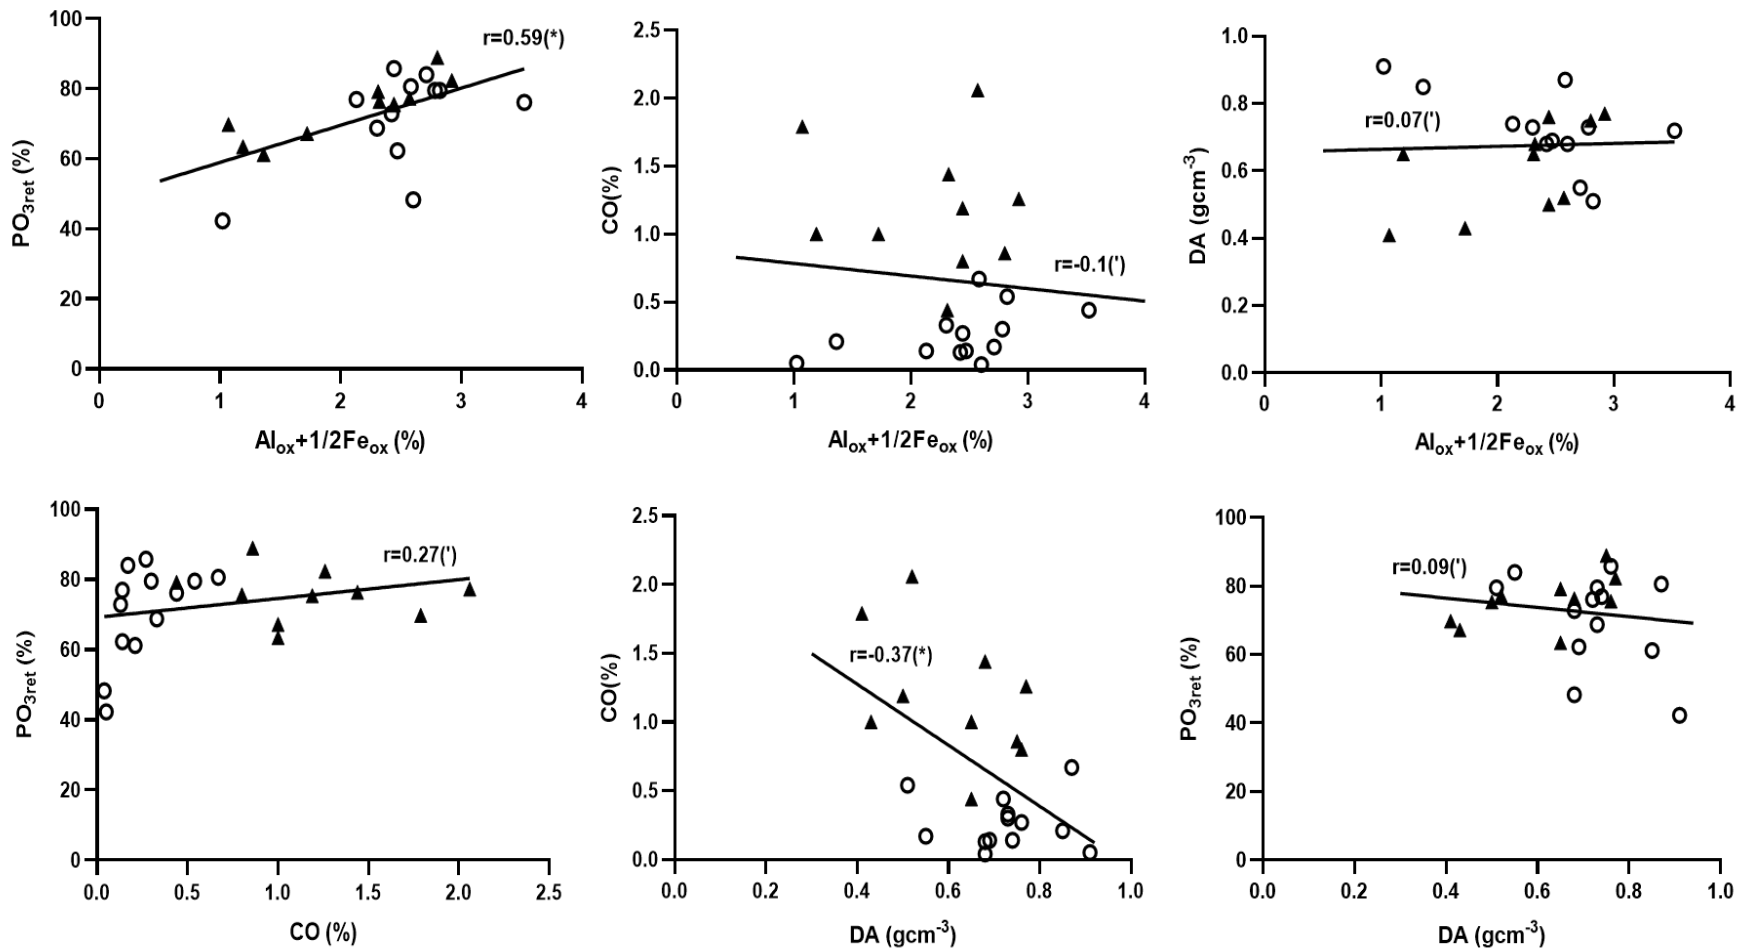 r=0.59(*)
PO3ret (%)
100
80
60
40
20
0
0 1 2 3 4
Alox+1/2Feox (%)
r=-0.1(')
CO(%)
2.5
2.0
1.5
1.0
0.5
0.0
0 1 2 3 4
Alox+1/2Feox (%)
r=0.07(')
DA (gcm-3)
1.0
0.8
0.6
0.4
0.2
0.0
0 1 2 3 4
Alox+1/2Feox (%)
r=0.27(')
PO3ret (%)
100
80
60
40
20
0
0.0 0.5 1.0 1.5 2.0 2.5
CO (%)
r=-0.37(*)
CO(%)
2.5
2.0
1.5
1.0
0.5
0.0
0.0 0.2 0.4 0.6 0.8 1.0
DA (gcm-3)
r=0.09(')
PO3ret (%)
100
80
60
40
20
0
0.0 0.2 0.4 0.6 0.8 1.0
DA (gcm-3)